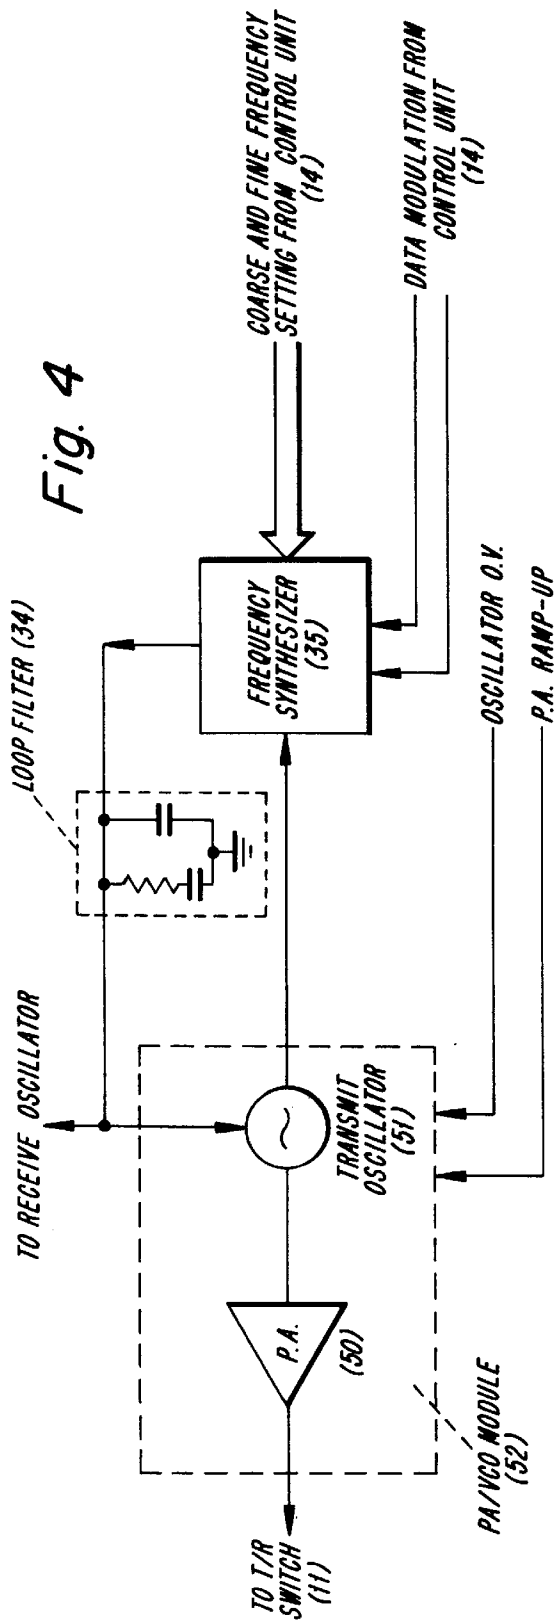 Fig. 4
TO RECEIVE OSCILLATOR
LOOP FILTER (34)
COARSE AND FINE FREQUENCY
SETTING FROM CONTROL UNIT
(14)
FREQUENCY
SYNTHESIZER
(35)
DATA MODULATION FROM
CONTROL UNIT
(14)
TO T/R
SWITCH
(11)
P.A.
(50)
TRANSMIT
OSCILLATOR
(51)
PA/VCO MODULE
(52)
OSCILLATOR O.V.
P.A. RAMP-UP